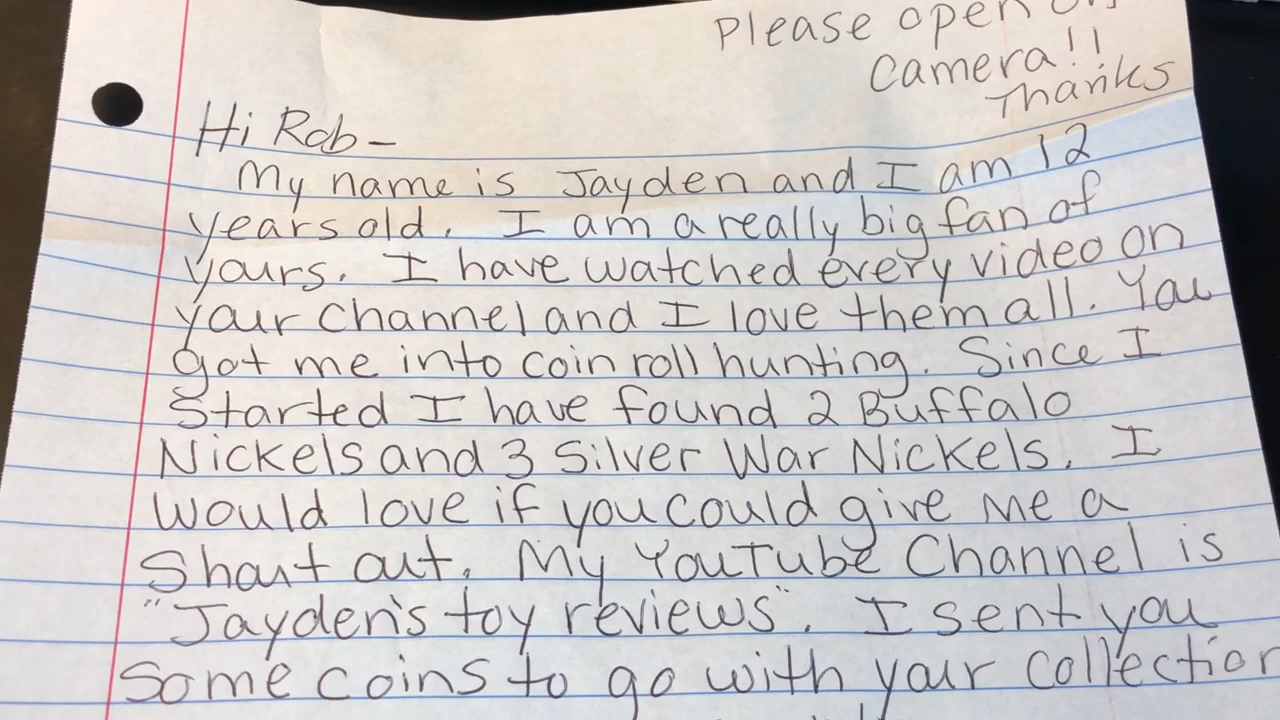 Please open on
Camera!!
Thanks
Hi Rob-
My name is Jayden and I am 12
years old. I am a really big fan of
yours. I have watched every video on
your channel and I love them all. You
got me into coin roll hunting. Since I
Started I have found 2 Buffalo
Nickels and 3 Silver War Nickels. I
would love if you could give me a
Shout out. My YouTube Channel is
"Jayden's toy reviews". I sent you
Some coins to go with your collection